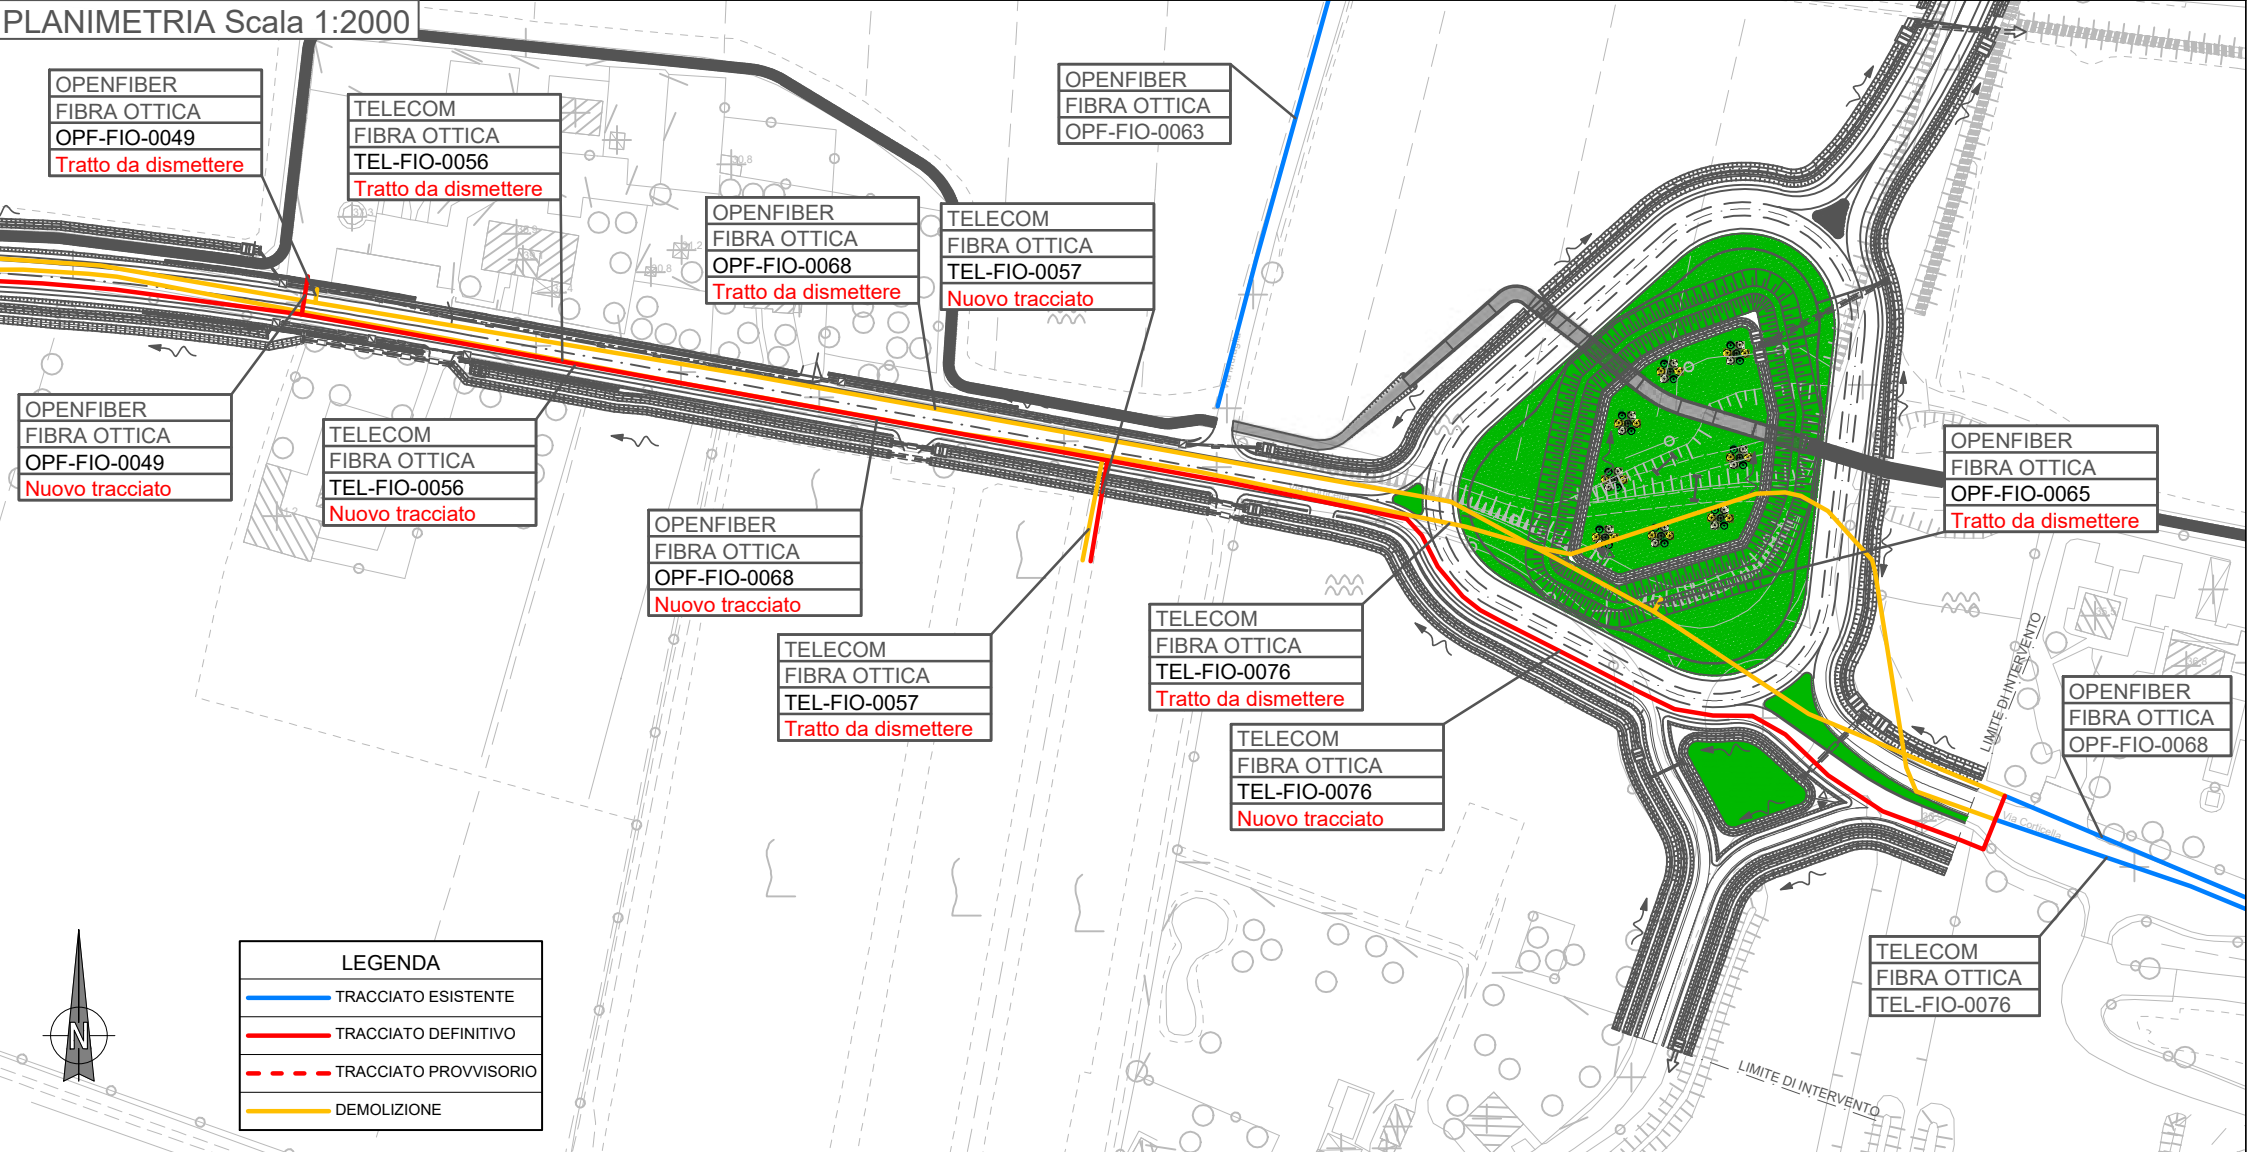 PLANIMETRIA Scala 1:2000
OPENFIBER
FIBRA OTTICA
OPF-FIO-0049
Tratto da dismettere
TELECOM
FIBRA OTTICA
TEL-FIO-0056
Tratto da dismettere
OPENFIBER
FIBRA OTTICA
OPF-FIO-0068
Tratto da dismettere
TELECOM
FIBRA OTTICA
TEL-FIO-0057
Nuovo tracciato
OPENFIBER
FIBRA OTTICA
OPF-FIO-0063
OPENFIBER
FIBRA OTTICA
OPF-FIO-0049
Nuovo tracciato
TELECOM
FIBRA OTTICA
TEL-FIO-0056
Nuovo tracciato
OPENFIBER
FIBRA OTTICA
OPF-FIO-0068
Nuovo tracciato
TELECOM
FIBRA OTTICA
TEL-FIO-0057
Tratto da dismettere
TELECOM
FIBRA OTTICA
TEL-FIO-0076
Tratto da dismettere
TELECOM
FIBRA OTTICA
TEL-FIO-0076
Nuovo tracciato
OPENFIBER
FIBRA OTTICA
OPF-FIO-0065
Tratto da dismettere
LIMITE DI INTERVENTO
OPENFIBER
FIBRA OTTICA
OPF-FIO-0068
Via Corticella
TELECOM
FIBRA OTTICA
TEL-FIO-0076
LIMITE DI INTERVENTO
N
LEGENDA
TRACCIATO ESISTENTE
TRACCIATO DEFINITIVO
TRACCIATO PROVVISORIO
DEMOLIZIONE